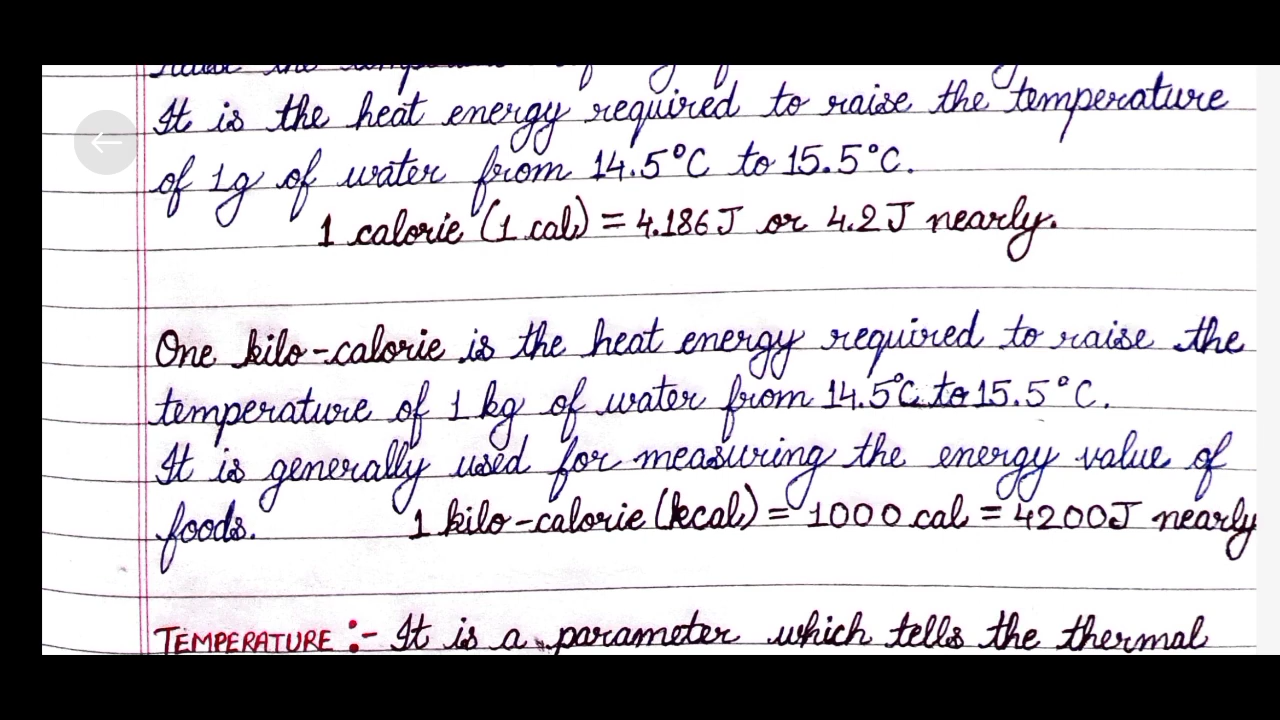 It is the heat energy required to raise the temperature
of 1g of water from 14.5°C to 15.5°C.
1 calorie (1 cal) = 4.186J or 4.2J nearly.
One kilo-calorie is the heat energy required to raise the
temperature of 1 kg of water from 14.5°C to 15.5°C.
It is generally used for measuring the energy value of
foods. 1 kilo-calorie (kcal) = 1000 cal = 4200J nearly
TEMPERATURE :- It is a parameter which tells the thermal